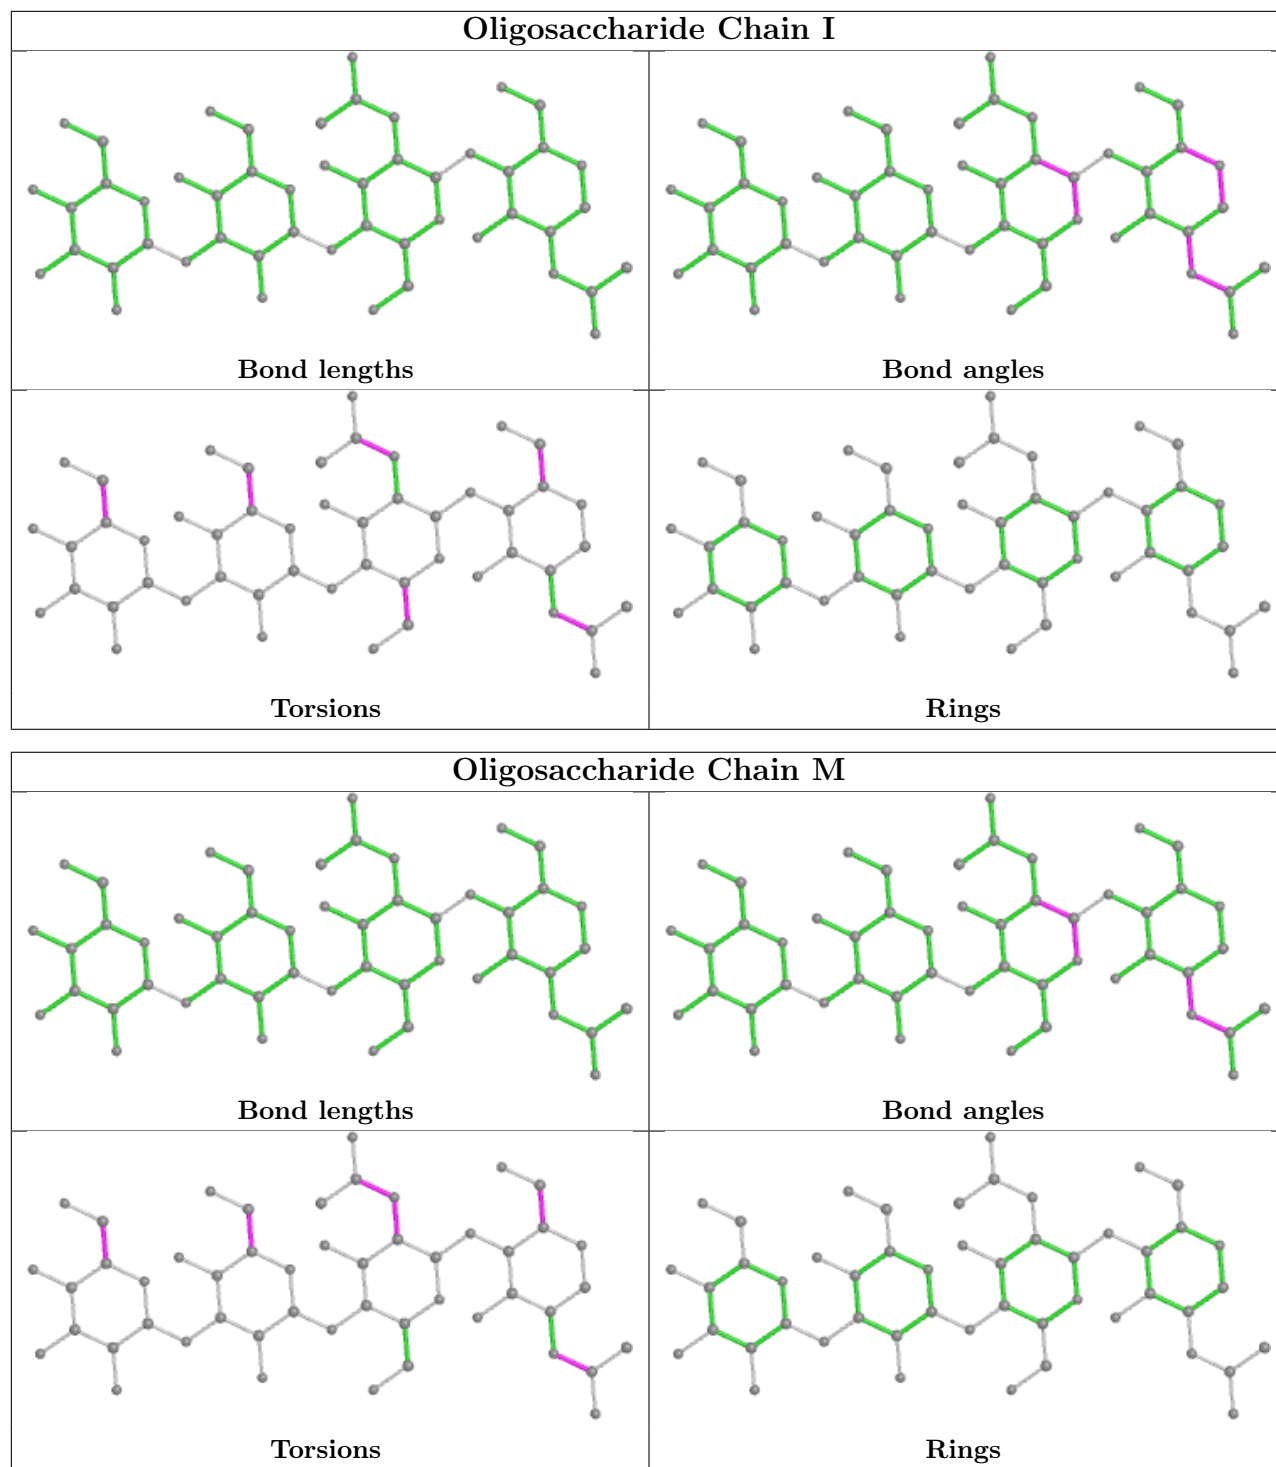 Oligosaccharide Chain I
Bond lengths
Bond angles
Torsions
Rings
Oligosaccharide Chain M
Bond lengths
Bond angles
Torsions
Rings